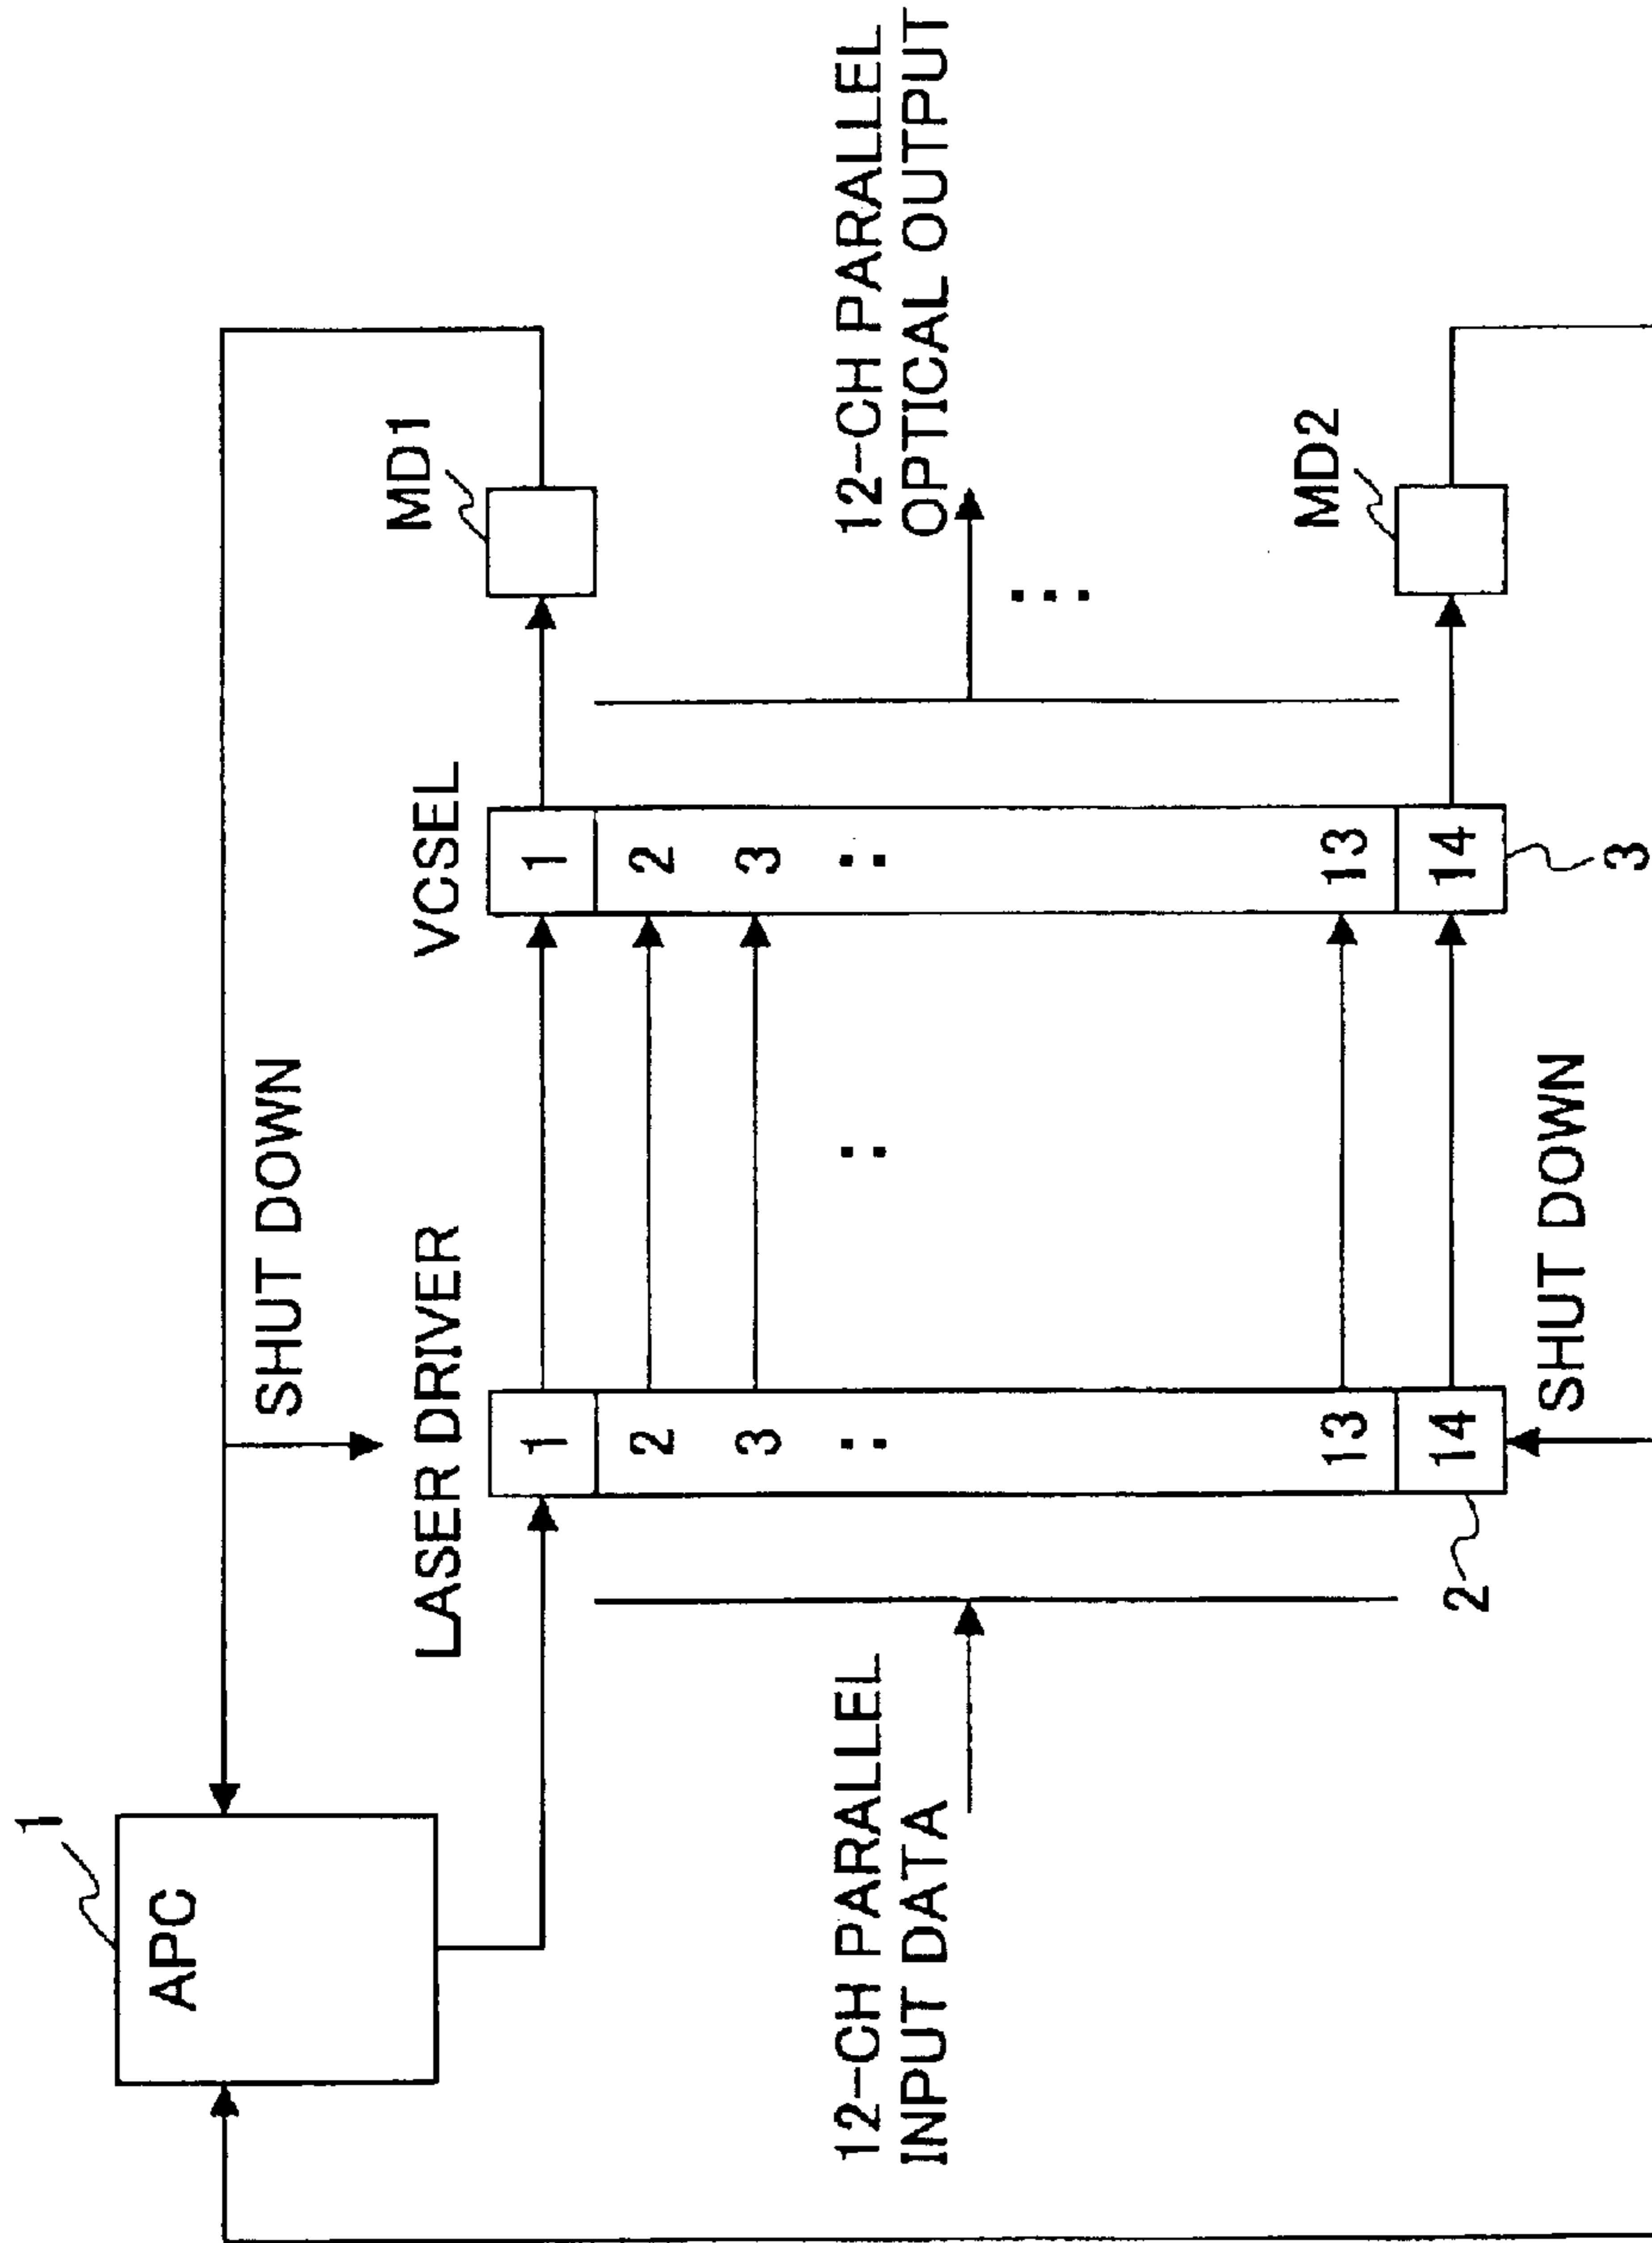 1
APC
SHUT DOWN
MD1
LASER DRIVER
VCSEL
1
2
3
:
13
14
1
2
3
:
13
14
:
12-CH PARALLEL
INPUT DATA
12-CH PARALLEL
OPTICAL OUTPUT
...
MD2
2
3
SHUT DOWN